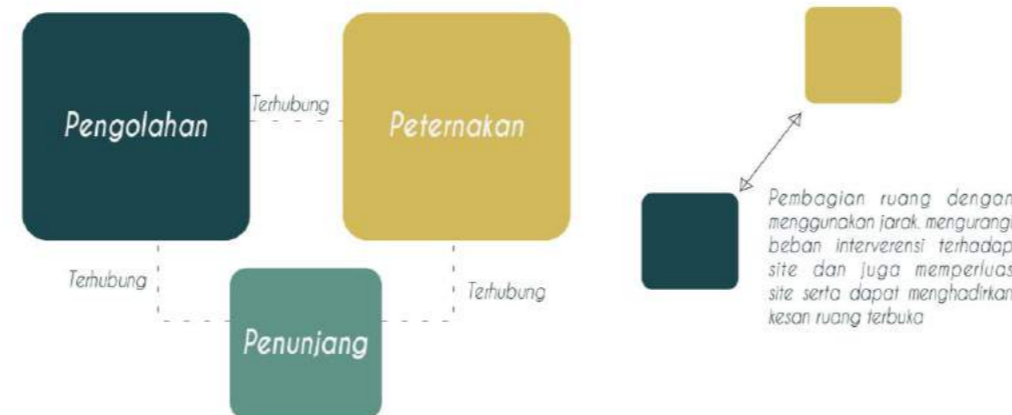 Pengolahan
Terhubung
Peternakan
Terhubung
Terhubung
Penunjang
Pembagian ruang dengan
menggunakan jarak. mengurangi
beban interverensi terhadap
site dan juga memperluas
site serta dapat menghadirkan
kesan ruang terbuka